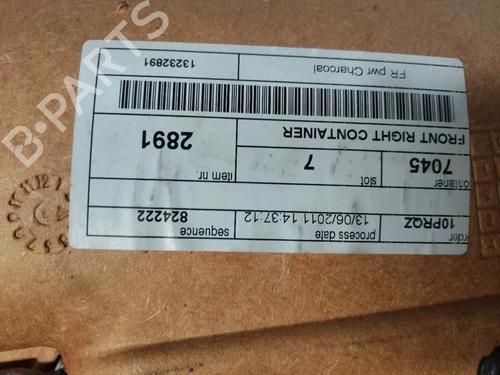 order process date sequence
10PRQZ 13/06/2011 14:37:12 824222
container slot item nr.
7045 7 2891
FRONT RIGHT CONTAINER
FR pwr Charcoal 13232891
B-PARTS